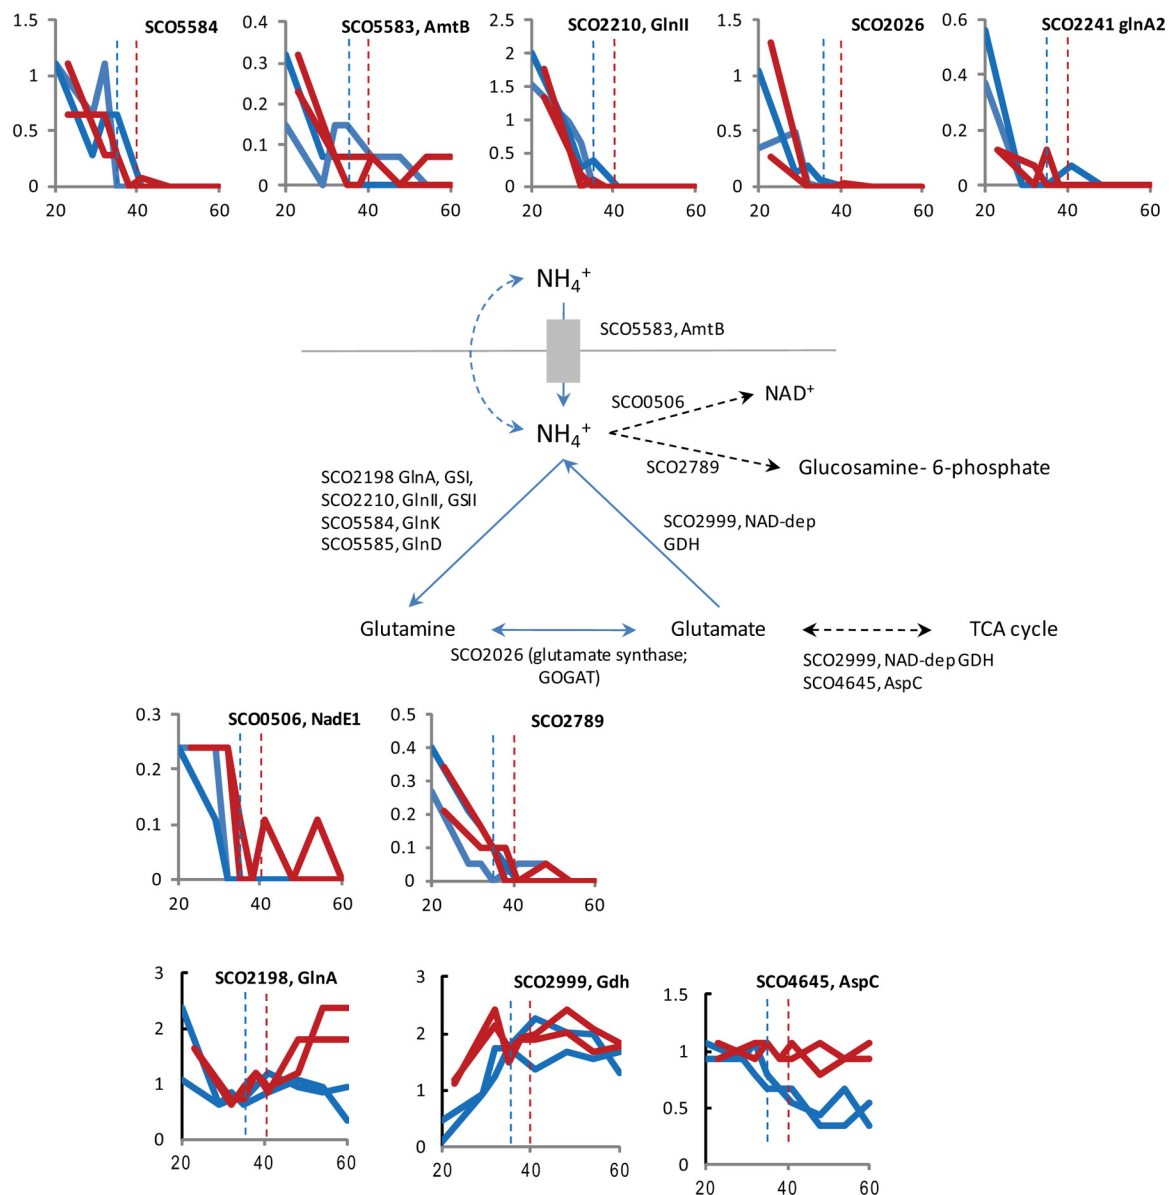 SCO5584
1.5
1
0.5
0
20
40
60
SCO5583, AmtB
0.4
0.3
0.2
0.1
0
20
40
60
SCO2210, GlnII
2.5
2
1.5
1
0.5
0
20
40
60
SCO2026
1.5
1
0.5
0
20
40
60
SCO2241 glnA2
0.6
0.4
0.2
0
20
40
60
NH4+
SCO5583, AmtB
SCO0506
NAD+
NH4+
SCO2789
Glucosamine- 6-phosphate
SCO2198 GlnA, GSI,
SCO2210, GlnII, GSII
SCO5584, GlnK
SCO5585, GlnD
SCO2999, NAD-dep
GDH
Glutamine
Glutamate
TCA cycle
SCO2026 (glutamate synthase;
GOGAT)
SCO2999, NAD-dep GDH
SCO4645, AspC
SCO0506, NadE1
0.3
0.2
0.1
0
20
40
60
SCO2789
0.5
0.4
0.3
0.2
0.1
0
20
40
60
SCO2198, GlnA
3
2
1
0
20
40
60
SCO2999, Gdh
3
2
1
0
20
40
60
SCO4645, AspC
1.5
1
0.5
0
20
40
60